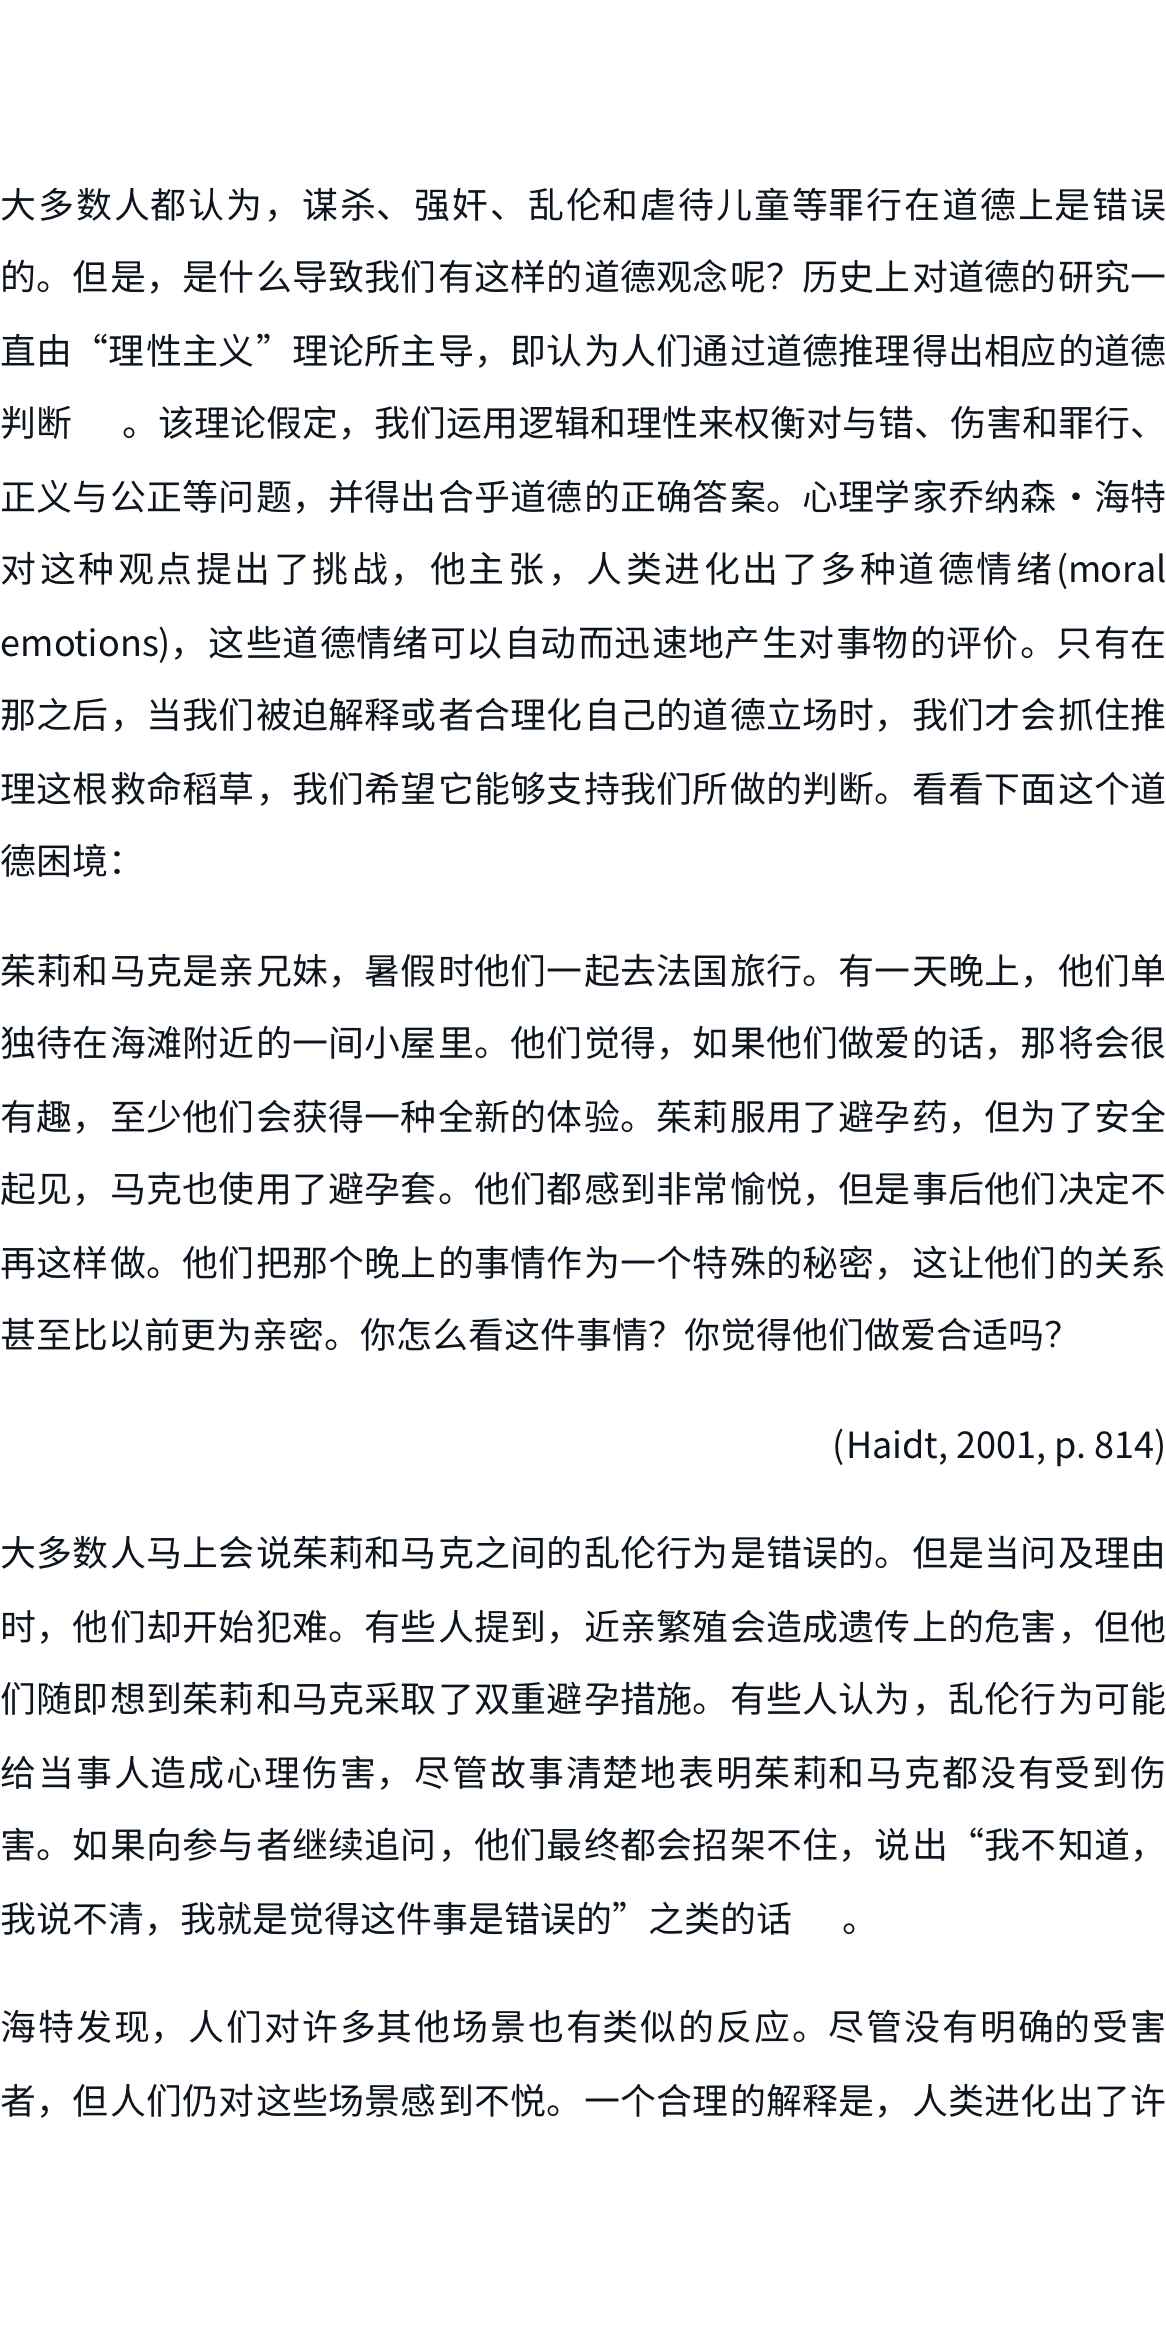 大多数人都认为，谋杀、强奸、乱伦和虐待儿童等罪行在道德上是错误
的。但是，是什么导致我们有这样的道德观念呢？历史上对道德的研究一
直由“理性主义”理论所主导，即认为人们通过道德推理得出相应的道德
判断　。该理论假定，我们运用逻辑和理性来权衡对与错、伤害和罪行、
正义与公正等问题，并得出合乎道德的正确答案。心理学家乔纳森·海特
对这种观点提出了挑战，他主张，人类进化出了多种道德情绪(moral
emotions)，这些道德情绪可以自动而迅速地产生对事物的评价。只有在
那之后，当我们被迫解释或者合理化自己的道德立场时，我们才会抓住推
理这根救命稻草，我们希望它能够支持我们所做的判断。看看下面这个道
德困境：
茱莉和马克是亲兄妹，暑假时他们一起去法国旅行。有一天晚上，他们单
独待在海滩附近的一间小屋里。他们觉得，如果他们做爱的话，那将会很
有趣，至少他们会获得一种全新的体验。茱莉服用了避孕药，但为了安全
起见，马克也使用了避孕套。他们都感到非常愉悦，但是事后他们决定不
再这样做。他们把那个晚上的事情作为一个特殊的秘密，这让他们的关系
甚至比以前更为亲密。你怎么看这件事情？你觉得他们做爱合适吗？
(Haidt, 2001, p. 814)
大多数人马上会说茱莉和马克之间的乱伦行为是错误的。但是当问及理由
时，他们却开始犯难。有些人提到，近亲繁殖会造成遗传上的危害，但他
们随即想到茱莉和马克采取了双重避孕措施。有些人认为，乱伦行为可能
给当事人造成心理伤害，尽管故事清楚地表明茱莉和马克都没有受到伤
害。如果向参与者继续追问，他们最终都会招架不住，说出“我不知道，
我说不清，我就是觉得这件事是错误的”之类的话　。
海特发现，人们对许多其他场景也有类似的反应。尽管没有明确的受害
者，但人们仍对这些场景感到不悦。一个合理的解释是，人类进化出了许